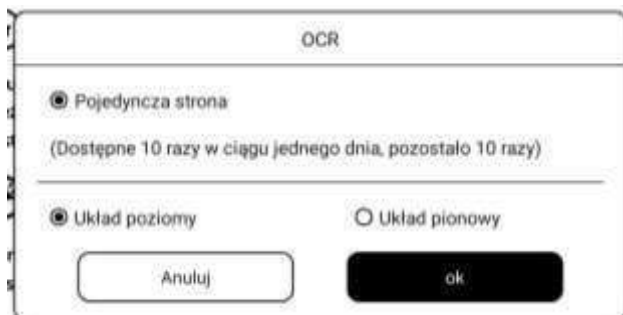 OCR
Pojedyncza strona
(Dostępne 10 razy w ciągu jednego dnia, pozostało 10 razy)
Układ poziomy
Układ pionowy
Anuluj
ok